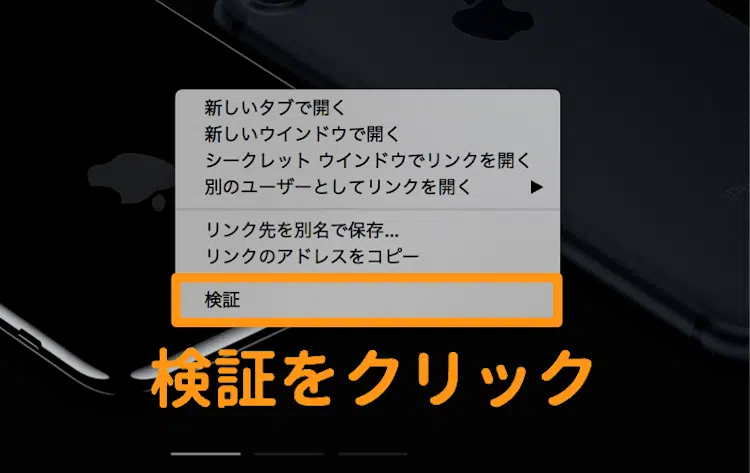 新しいタブで開く
新しいウインドウで開く
シークレット ウインドウでリンクを開く
別のユーザーとしてリンクを開く ▶
リンク先を別名で保存...
リンクのアドレスをコピー
検証
検証をクリック